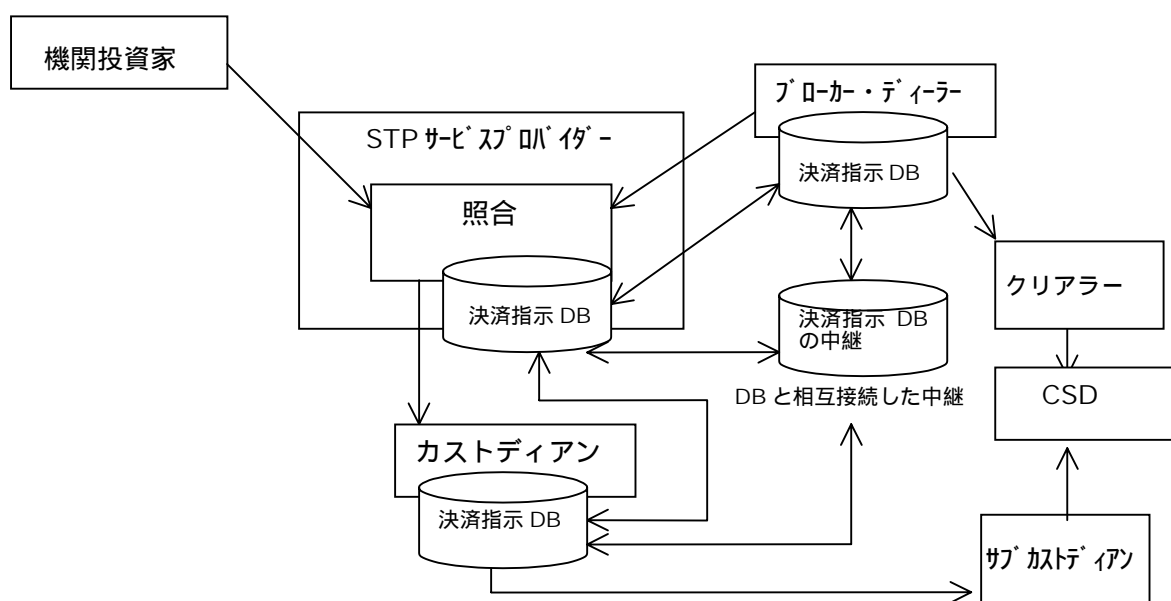 機関投資家
ブローカー・ディーラー
STP サービスプロバイダー
決済指示 DB
照合
クリアラー
決済指示 DB
決済指示 DB
の中継
DB と相互接続した中継
CSD
カストディアン
決済指示 DB
サブカストディアン